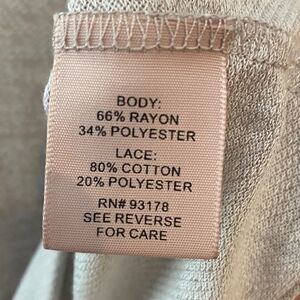 BODY:
66% RAYON
34% POLYESTER
LACE:
80% COTTON
20% POLYESTER
RN# 93178
SEE REVERSE
FOR CARE